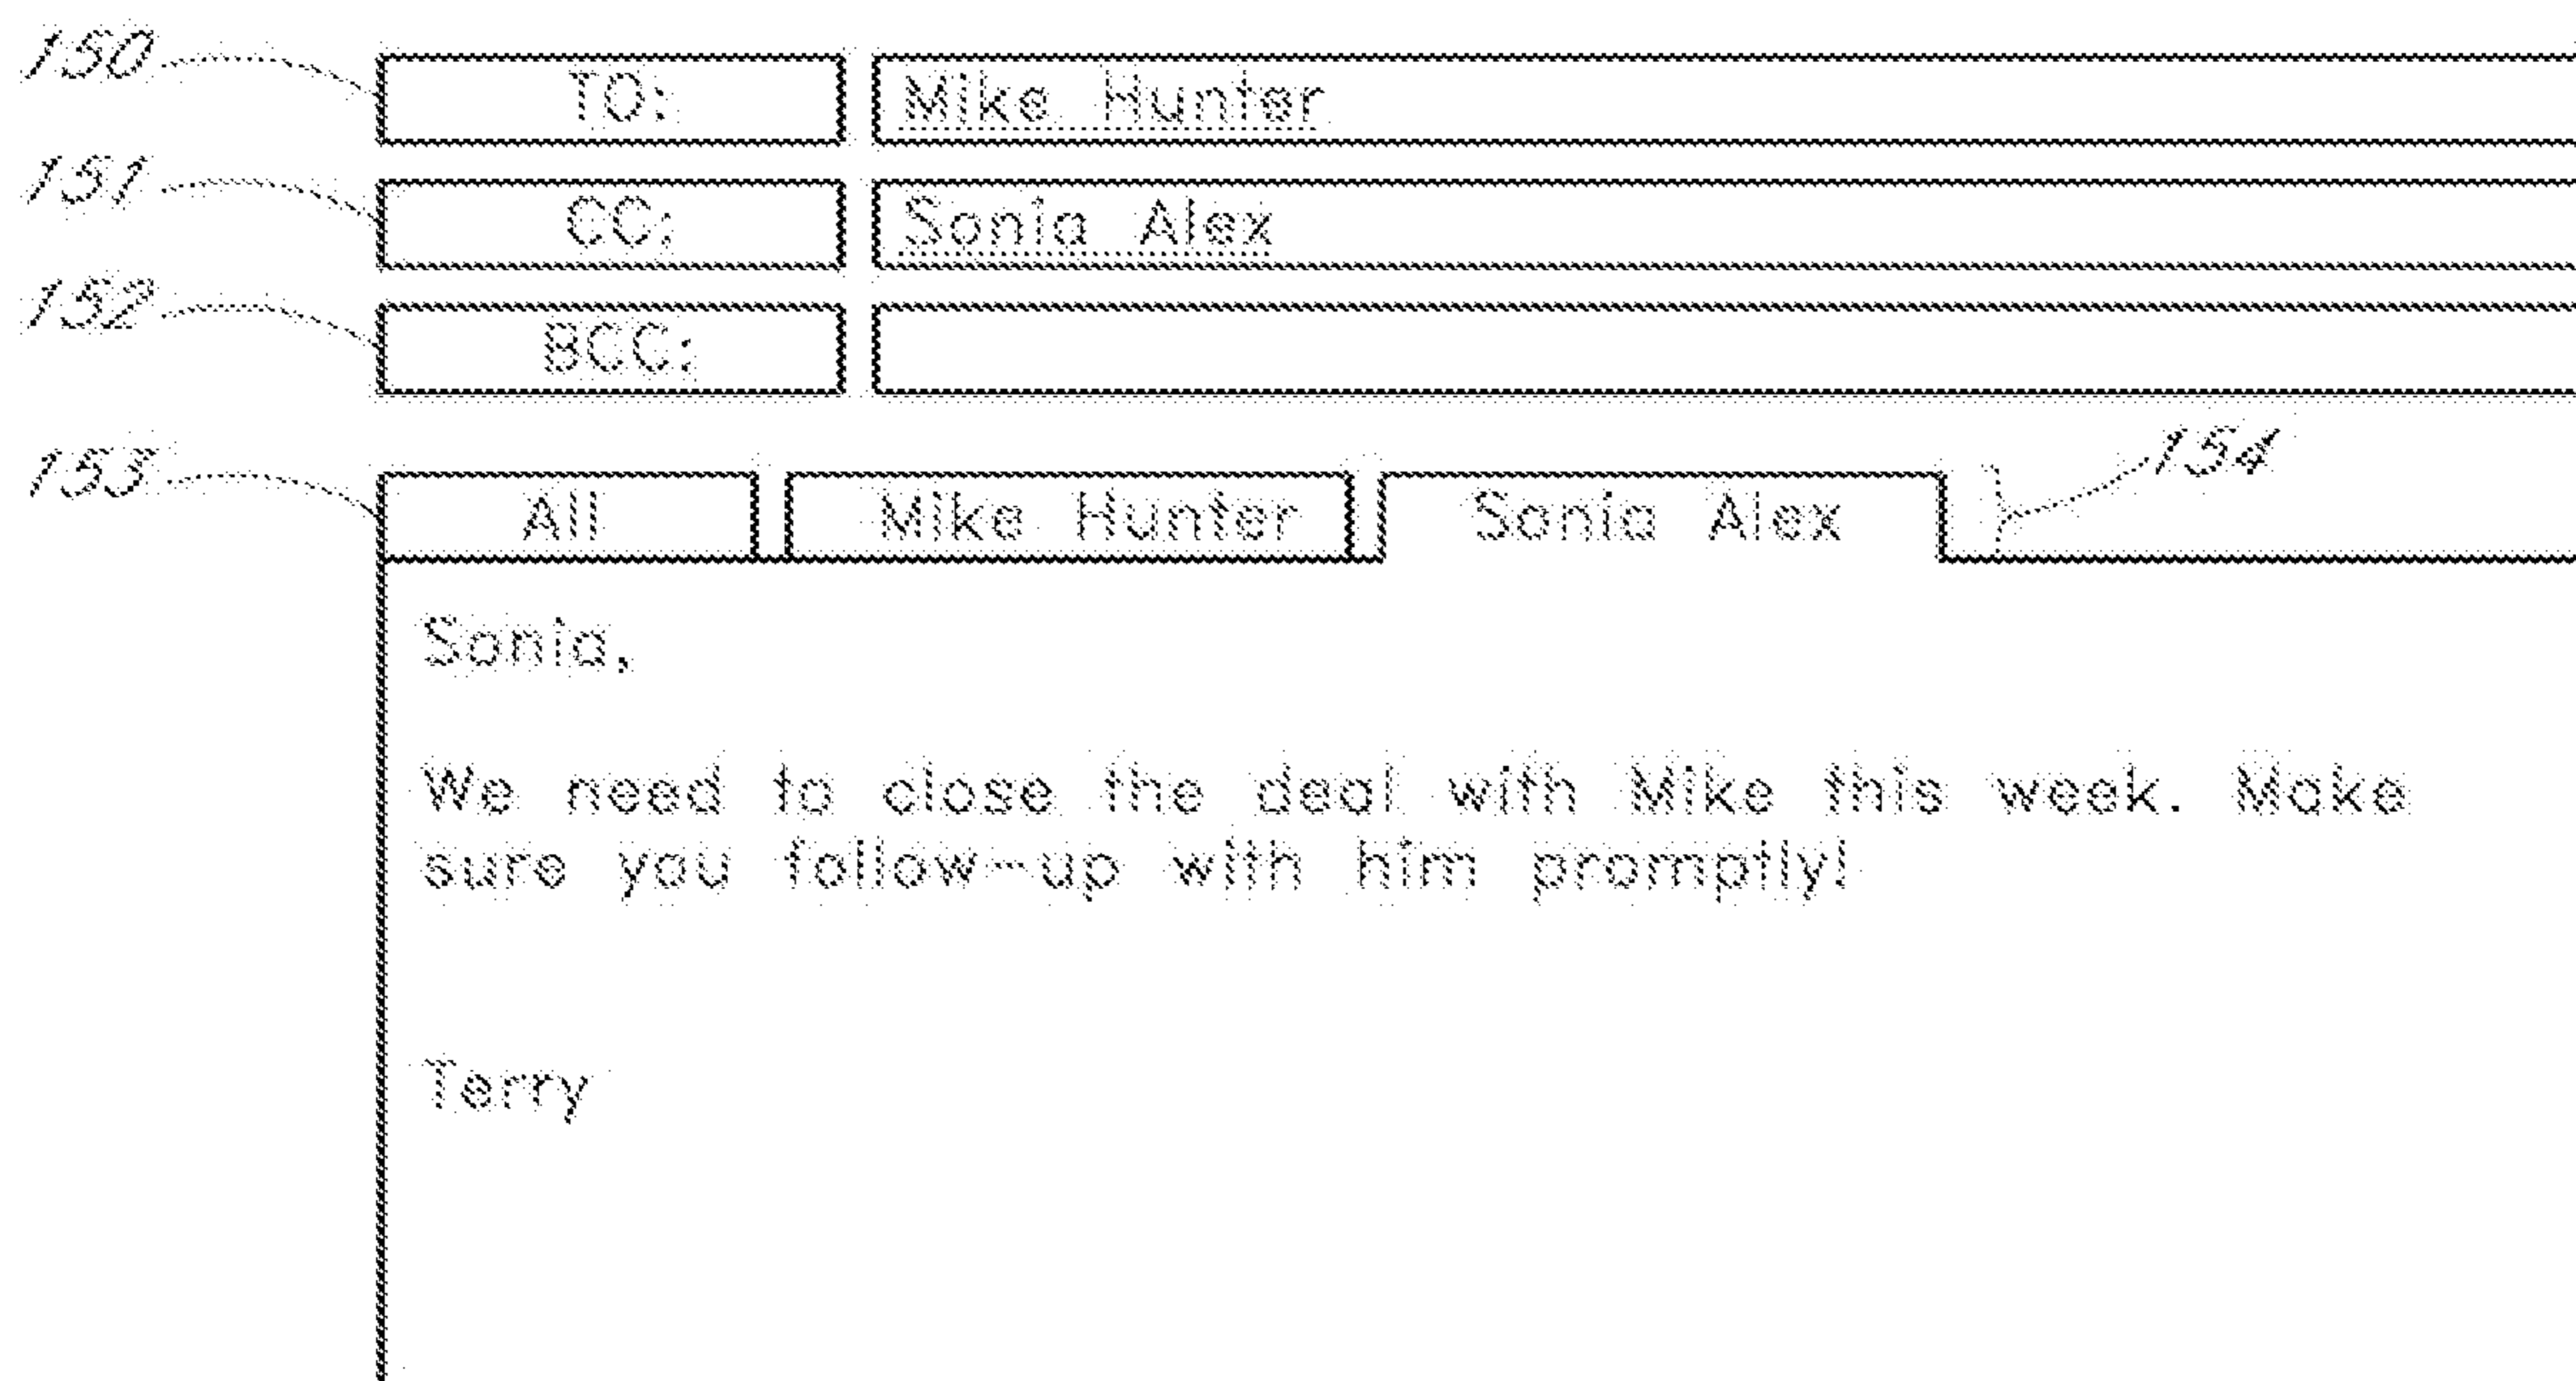 150 TO: Mike Hunter
151 CC: Sonia Alex
152 BCC:
153 All Mike Hunter Sonia Alex 154
Sonia,
We need to close the deal with Mike this week. Make
sure you follow-up with him promptly!
Terry